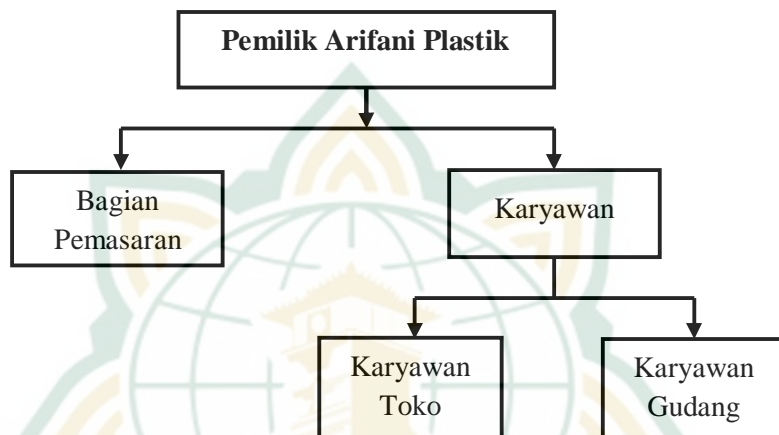 Pemilik Arifani Plastik
Bagian
Pemasaran
Karyawan
Karyawan
Toko
Karyawan
Gudang